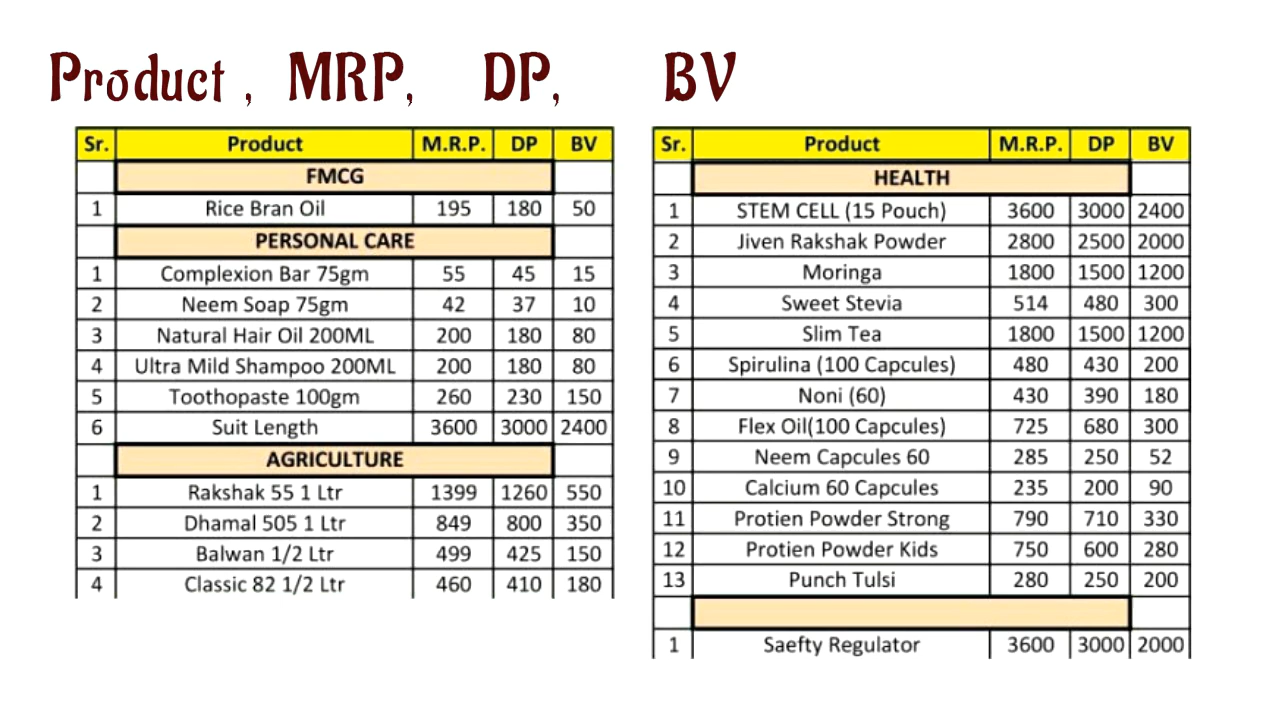 Product , MRP, DP, BV
Sr. Product M.R.P. DP BV
FMCG
1 Rice Bran Oil 195 180 50
PERSONAL CARE
1 Complexion Bar 75gm 55 45 15
2 Neem Soap 75gm 42 37 10
3 Natural Hair Oil 200ML 200 180 80
4 Ultra Mild Shampoo 200ML 200 180 80
5 Toothopaste 100gm 260 230 150
6 Suit Length 3600 3000 2400
AGRICULTURE
1 Rakshak 55 1 Ltr 1399 1260 550
2 Dhamal 505 1 Ltr 849 800 350
3 Balwan 1/2 Ltr 499 425 150
4 Classic 82 1/2 Ltr 460 410 180
Sr. Product M.R.P. DP BV
HEALTH
1 STEM CELL (15 Pouch) 3600 3000 2400
2 Jiven Rakshak Powder 2800 2500 2000
3 Moringa 1800 1500 1200
4 Sweet Stevia 514 480 300
5 Slim Tea 1800 1500 1200
6 Spirulina (100 Capcules) 480 430 200
7 Noni (60) 430 390 180
8 Flex Oil(100 Capcules) 725 680 300
9 Neem Capcules 60 285 250 52
10 Calcium 60 Capcules 235 200 90
11 Protien Powder Strong 790 710 330
12 Protien Powder Kids 750 600 280
13 Punch Tulsi 280 250 200
1 Saefty Regulator 3600 3000 2000